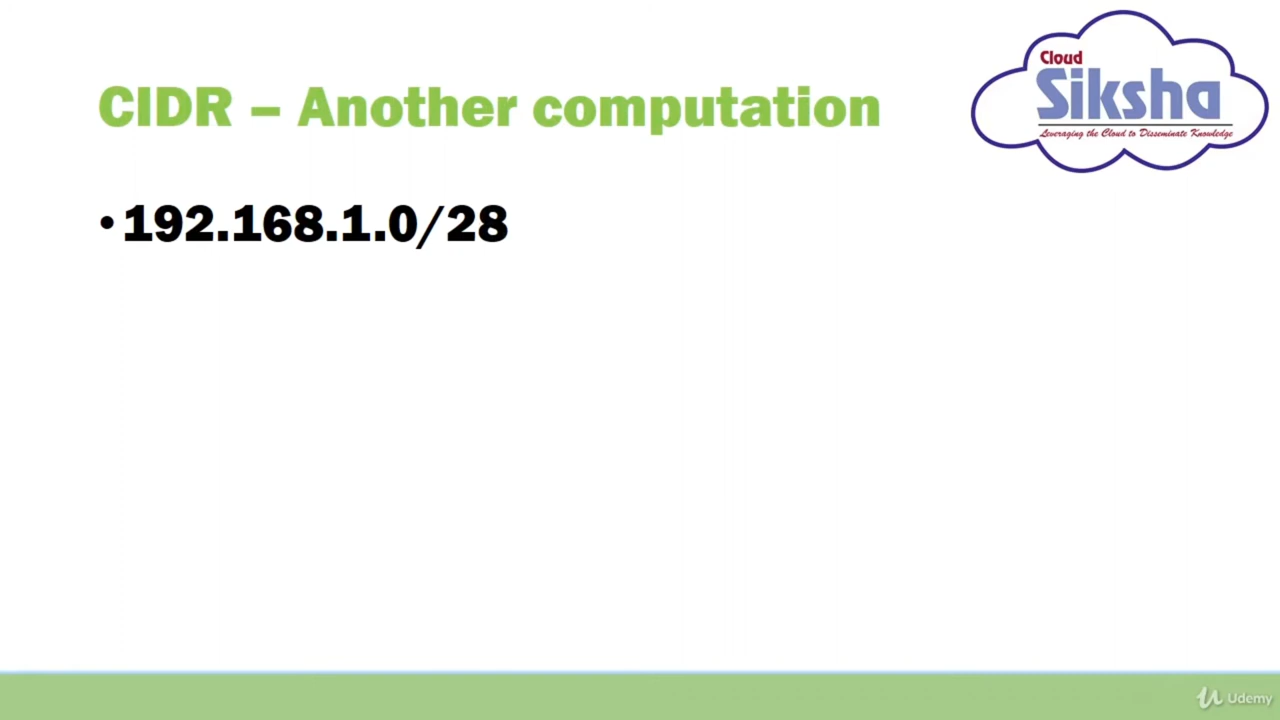 Cloud
Siksha
Leveraging the Cloud to Disseminate Knowledge
CIDR – Another computation
• 192.168.1.0/28
Udemy